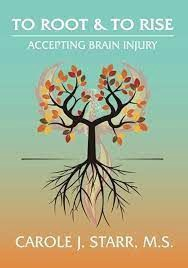 TO ROOT & TO RISE
ACCEPTING BRAIN INJURY
CAROLE J. STARR, M.S.